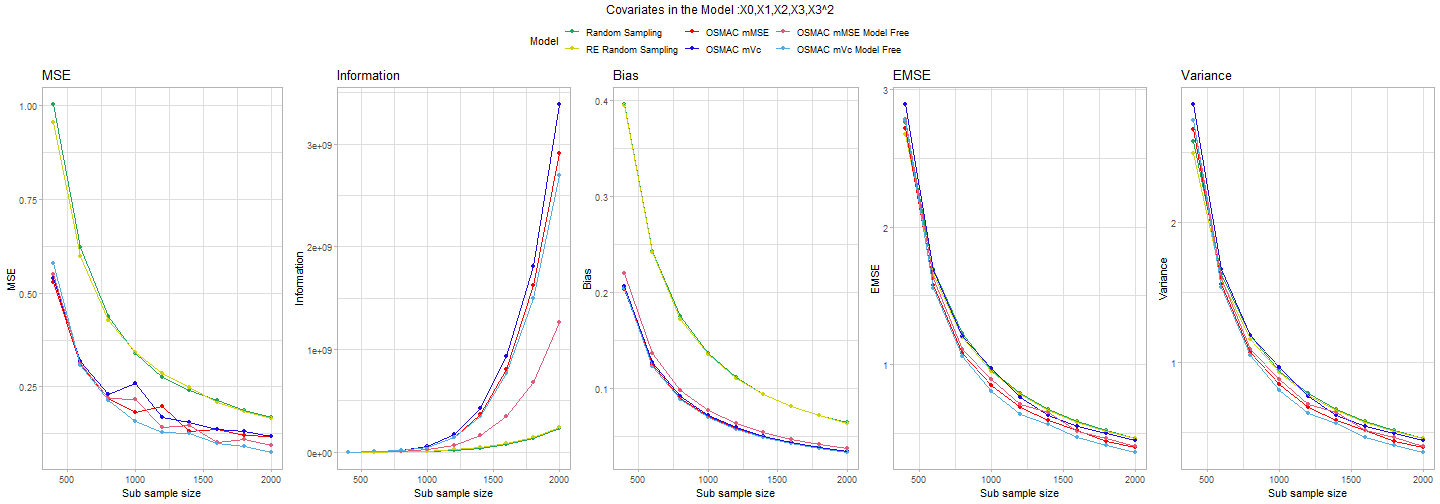 Covariates in the Model :X0,X1,X2,X3,X3^2
Model
Random Sampling
OSMAC mMSE
OSMAC mMSE Model Free
RE Random Sampling
OSMAC mVc
OSMAC mVc Model Free
MSE
MSE
1.00
0.75
0.50
0.25
500
1000
1500
2000
Sub sample size
Information
Information
3e+09
2e+09
1e+09
0e+00
500
1000
1500
2000
Sub sample size
Bias
Bias
0.4
0.3
0.2
0.1
500
1000
1500
2000
Sub sample size
EMSE
EMSE
3
2
1
500
1000
1500
2000
Sub sample size
Variance
Variance
2
1
500
1000
1500
2000
Sub sample size